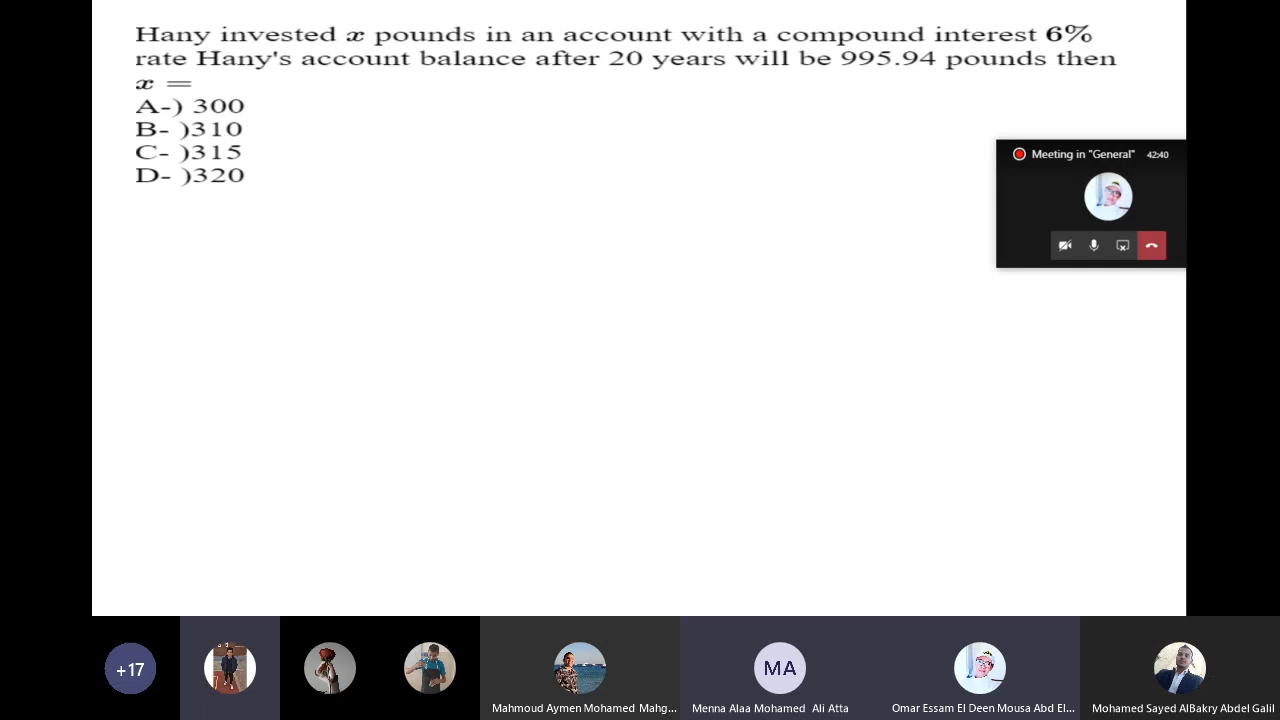 Hany invested x pounds in an account with a compound interest 6%
rate Hany's account balance after 20 years will be 995.94 pounds then
x =
A-) 300
B- )310
C- )315
D- )320
Meeting in "General" 42:40
+17
MA
Mahmoud Aymen Mohamed Mahg...
Menna Alaa Mohamed Ali Atta
Omar Essam El Deen Mousa Abd El...
Mohamed Sayed AlBakry Abdel Galil